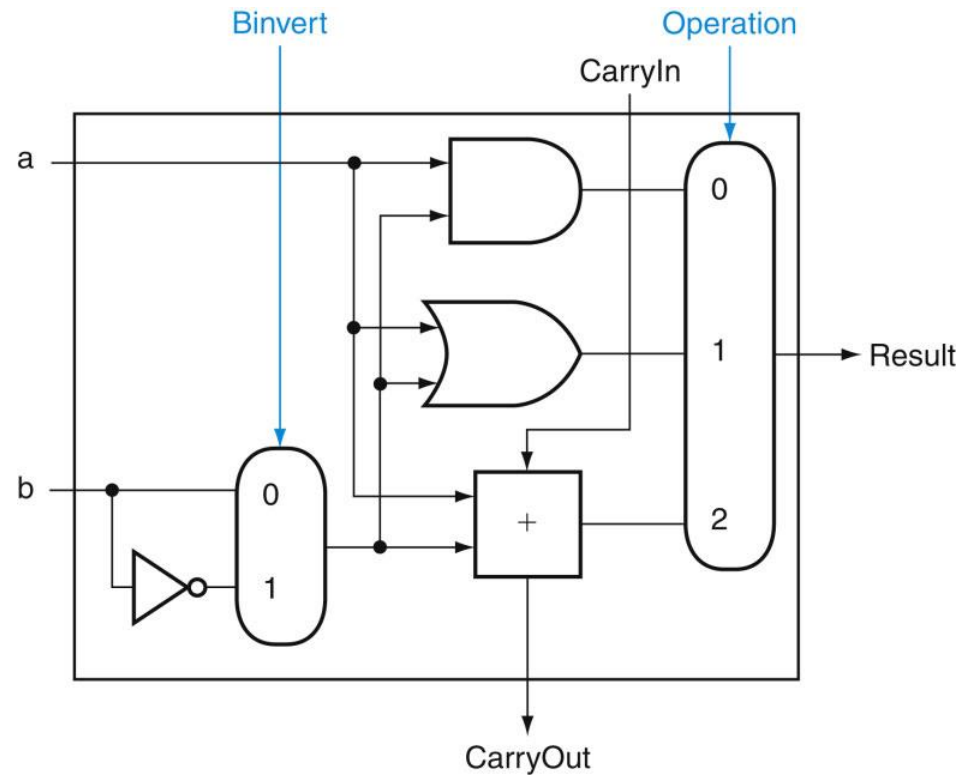 Binvert
Operation
CarryIn
a
0
1
Result
b
0
2
+
1
CarryOut